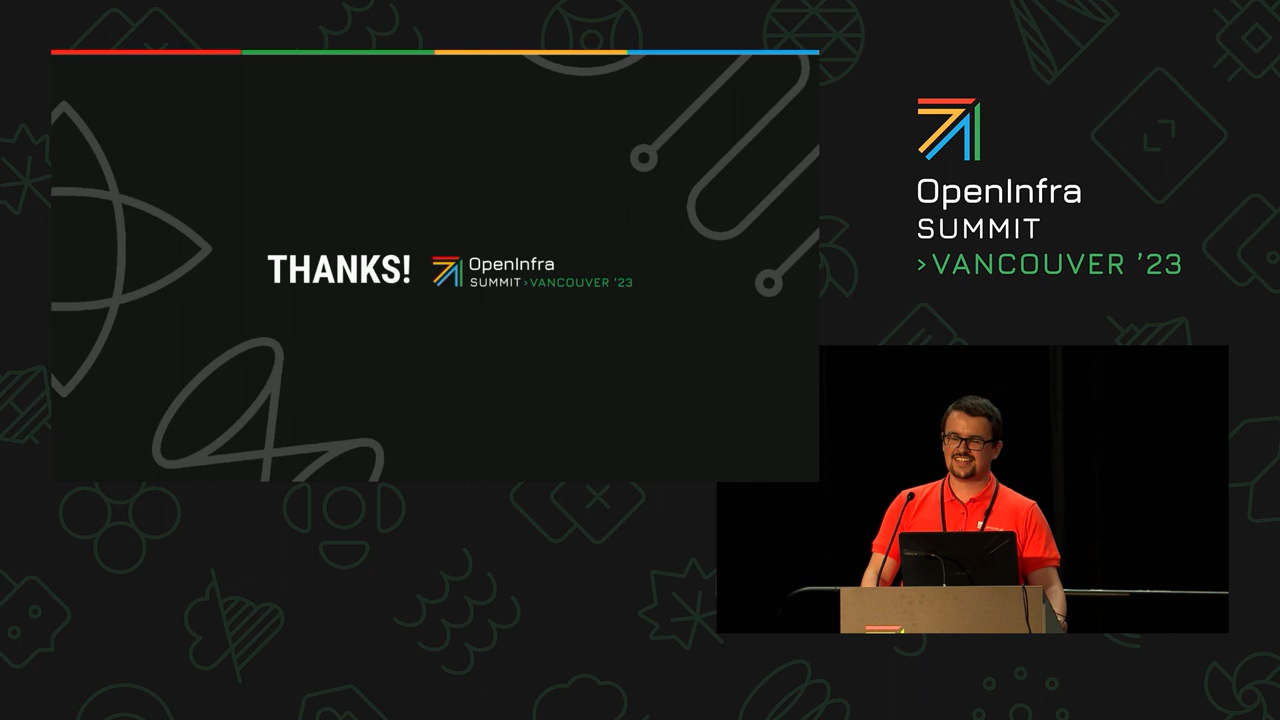 THANKS!
OpenInfra
SUMMIT >VANCOUVER '23
OpenInfra
SUMMIT
>VANCOUVER '23